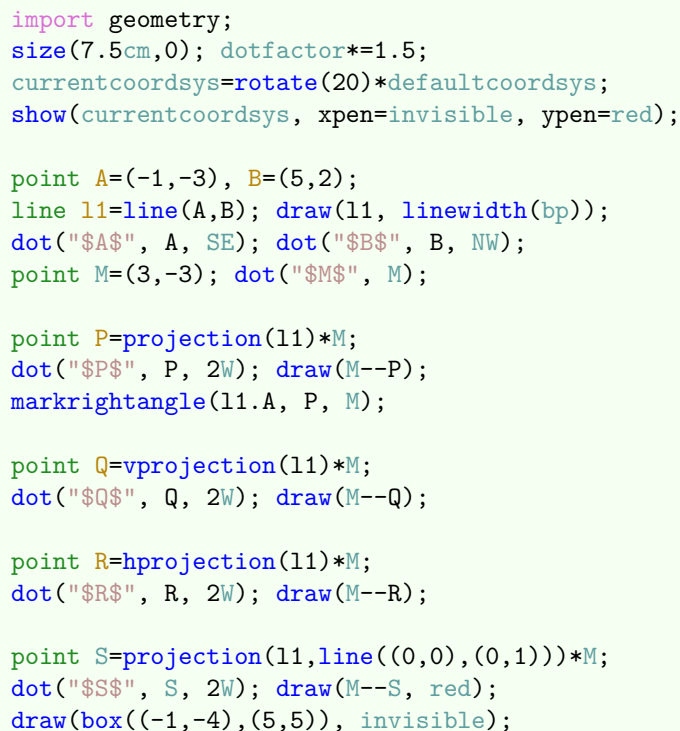 import geometry;
size(7.5cm,0); dotfactor*=1.5;
currentcoordsys=rotate(20)*defaultcoordsys;
show(currentcoordsys, xpen=invisible, ypen=red);
point A=(-1,-3), B=(5,2);
line l1=line(A,B); draw(l1, linewidth(bp));
dot("$A$", A, SE); dot("$B$", B, NW);
point M=(3,-3); dot("$M$", M);
point P=projection(l1)*M;
dot("$P$", P, 2W); draw(M--P);
markrightangle(l1.A, P, M);
point Q=vprojection(l1)*M;
dot("$Q$", Q, 2W); draw(M--Q);
point R=hprojection(l1)*M;
dot("$R$", R, 2W); draw(M--R);
point S=projection(l1,line((0,0),(0,1)))*M;
dot("$S$", S, 2W); draw(M--S, red);
draw(box((-1,-4),(5,5)), invisible);